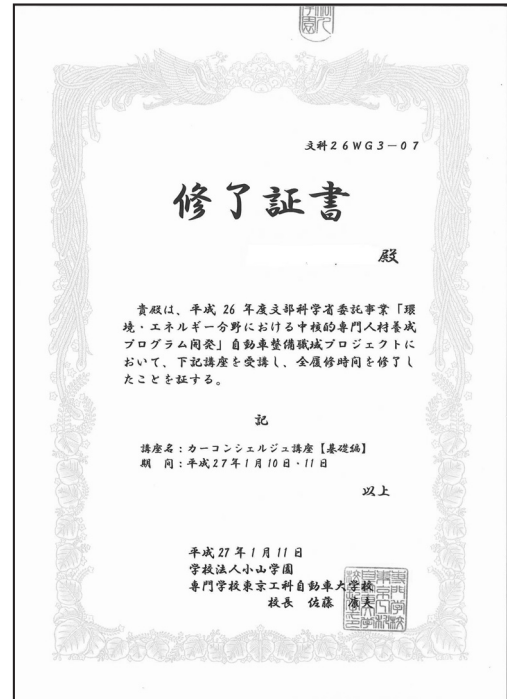 文科26WG3-07
修了証書
殿
貴殿は、平成26年度文部科学省委託事業「環
境・エネルギー分野における中核的専門人材養成
プログラム開発」自動車整備職域プロジェクトに
おいて、下記講座を受講し、全履修時間を修了し
たことを証する。
記
講座名：カーコンシェルジュ講座【基礎編】
期　間：平成27年1月10日・11日
以上
平成27年1月11日
学校法人小山学園
専門学校東京工科自動車大学校
校長　佐藤　康夫